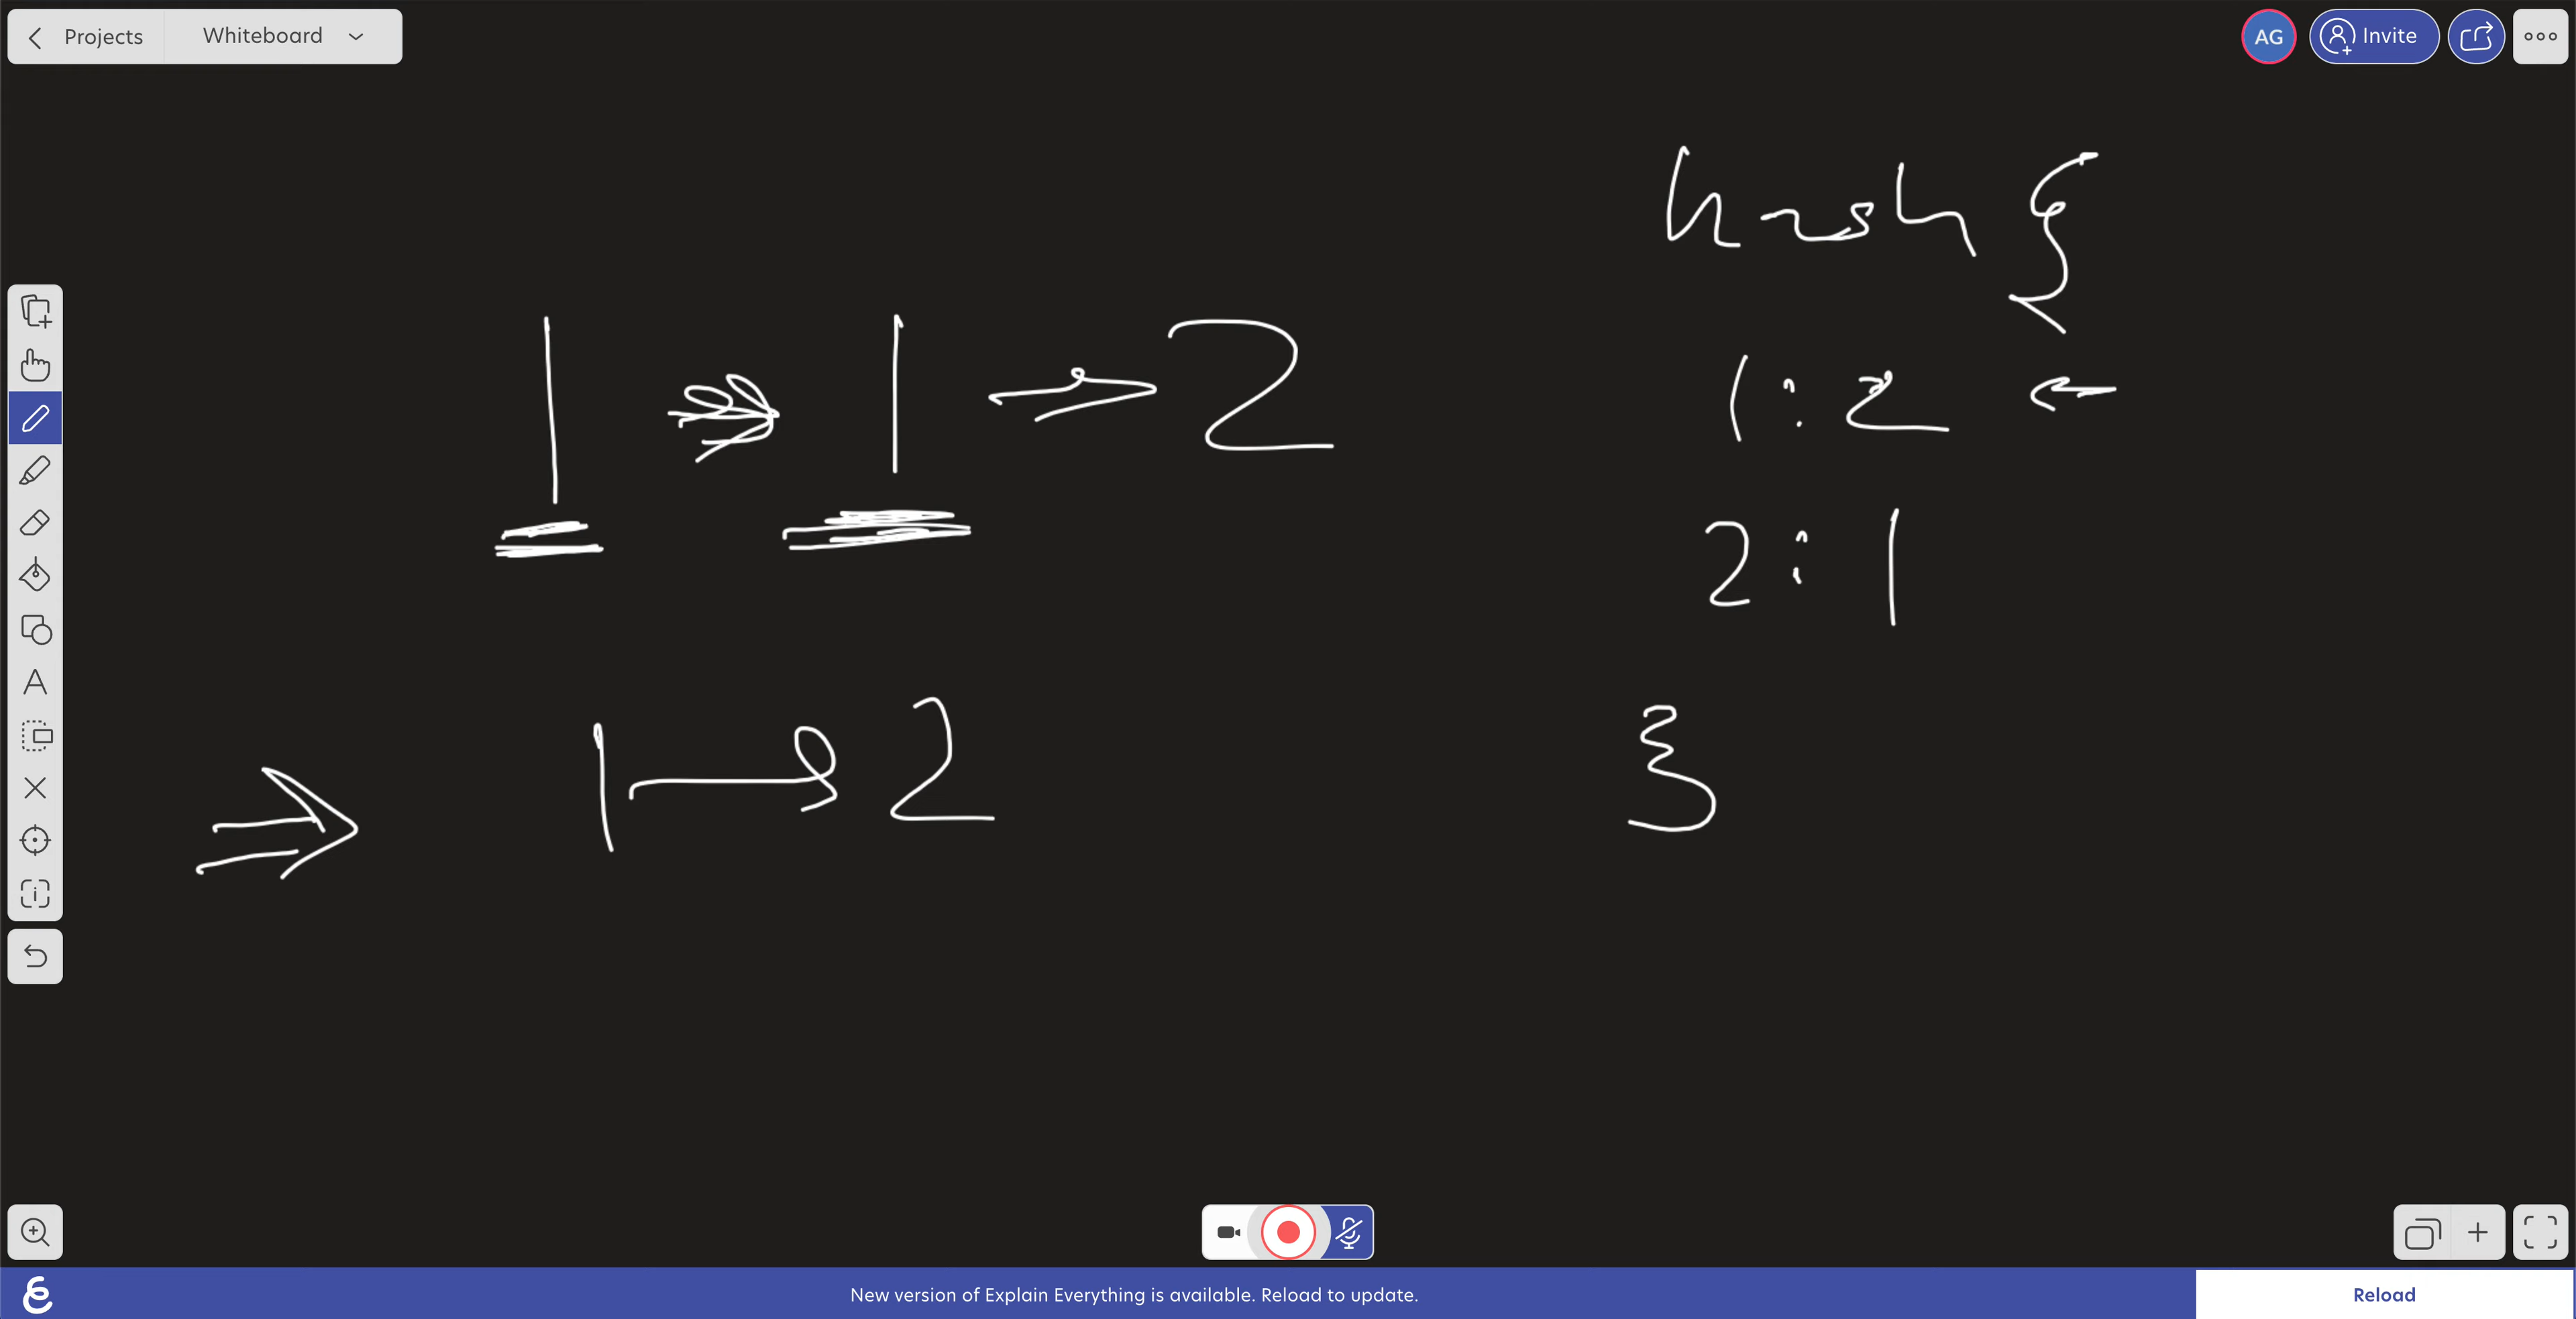 Projects Whiteboard AG Invite
hash {
1 → 1 → 2
1 : 2 ←
2 : 1
⇒ 1 → 2
}
New version of Explain Everything is available. Reload to update. Reload